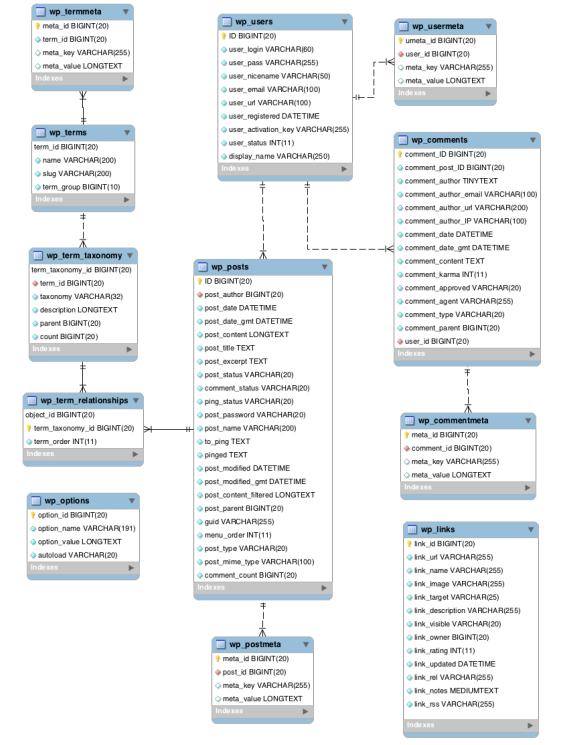 wp_termmeta
meta_id BIGINT(20)
term_id BIGINT(20)
meta_key VARCHAR(255)
meta_value LONGTEXT
Indexes
wp_terms
term_id BIGINT(20)
name VARCHAR(200)
slug VARCHAR(200)
term_group BIGINT(10)
Indexes
wp_term_taxonomy
term_taxonomy_id BIGINT(20)
term_id BIGINT(20)
taxonomy VARCHAR(32)
description LONGTEXT
parent BIGINT(20)
count BIGINT(20)
Indexes
wp_term_relationships
object_id BIGINT(20)
term_taxonomy_id BIGINT(20)
term_order INT(11)
Indexes
wp_options
option_id BIGINT(20)
option_name VARCHAR(191)
option_value LONGTEXT
autoload VARCHAR(20)
Indexes
wp_users
ID BIGINT(20)
user_login VARCHAR(60)
user_pass VARCHAR(255)
user_nicename VARCHAR(50)
user_email VARCHAR(100)
user_url VARCHAR(100)
user_registered DATETIME
user_activation_key VARCHAR(255)
user_status INT(11)
display_name VARCHAR(250)
Indexes
wp_posts
ID BIGINT(20)
post_author BIGINT(20)
post_date DATETIME
post_date_gmt DATETIME
post_content LONGTEXT
post_title TEXT
post_excerpt TEXT
post_status VARCHAR(20)
comment_status VARCHAR(20)
ping_status VARCHAR(20)
post_password VARCHAR(20)
post_name VARCHAR(200)
to_ping TEXT
pinged TEXT
post_modified DATETIME
post_modified_gmt DATETIME
post_content_filtered LONGTEXT
post_parent BIGINT(20)
guid VARCHAR(255)
menu_order INT(11)
post_type VARCHAR(20)
post_mime_type VARCHAR(100)
comment_count BIGINT(20)
Indexes
wp_postmeta
meta_id BIGINT(20)
post_id BIGINT(20)
meta_key VARCHAR(255)
meta_value LONGTEXT
Indexes
wp_usermeta
umeta_id BIGINT(20)
user_id BIGINT(20)
meta_key VARCHAR(255)
meta_value LONGTEXT
Indexes
wp_comments
comment_ID BIGINT(20)
comment_post_ID BIGINT(20)
comment_author TINYTEXT
comment_author_email VARCHAR(100)
comment_author_url VARCHAR(200)
comment_author_IP VARCHAR(100)
comment_date DATETIME
comment_date_gmt DATETIME
comment_content TEXT
comment_karma INT(11)
comment_approved VARCHAR(20)
comment_agent VARCHAR(255)
comment_type VARCHAR(20)
comment_parent BIGINT(20)
user_id BIGINT(20)
Indexes
wp_commentmeta
meta_id BIGINT(20)
comment_id BIGINT(20)
meta_key VARCHAR(255)
meta_value LONGTEXT
Indexes
wp_links
link_id BIGINT(20)
link_url VARCHAR(255)
link_name VARCHAR(255)
link_image VARCHAR(255)
link_target VARCHAR(25)
link_description VARCHAR(255)
link_visible VARCHAR(20)
link_owner BIGINT(20)
link_rating INT(11)
link_updated DATETIME
link_rel VARCHAR(255)
link_notes MEDIUMTEXT
link_rss VARCHAR(255)
Indexes